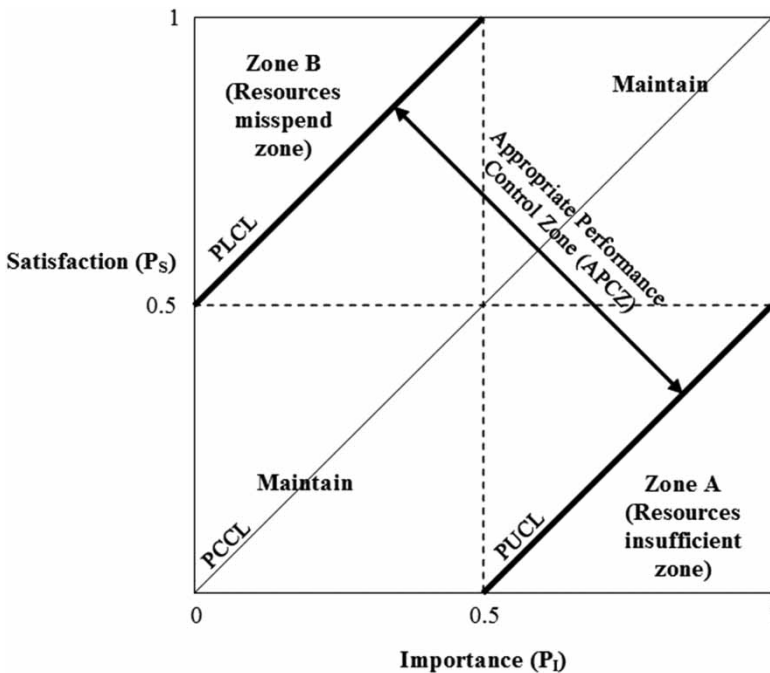 1
Zone B
(Resources
misspend
zone)
Maintain
Appropriate Performance
Control Zone (APCZ)
PLCL
Satisfaction (PS)
0.5
Maintain
Zone A
(Resources
insufficient
zone)
PCCL
PUCL
0
0.5
Importance (PI)